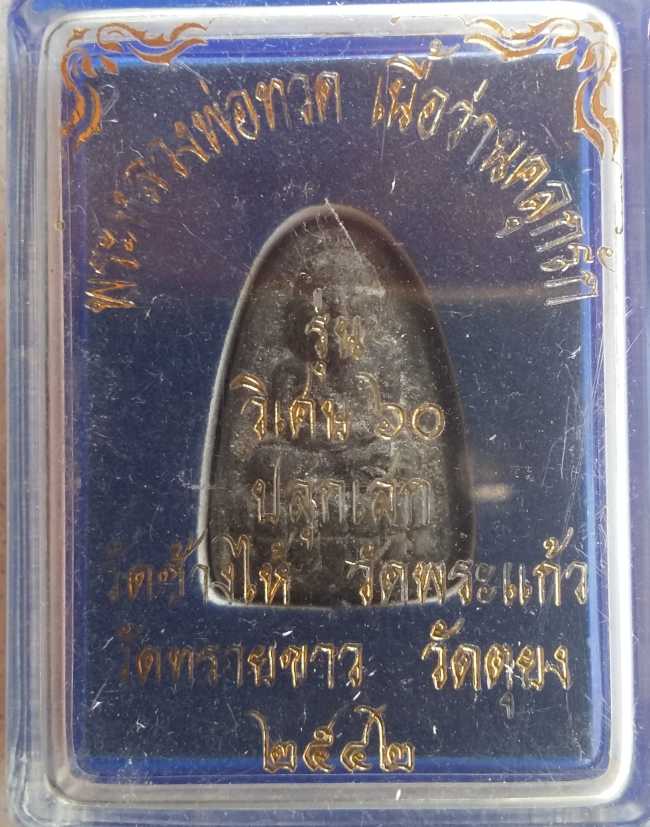 พระหลวงพ่อทวด เนื้อว่านคลุกรัก
รุ่น
วิเศษ ๖๐
ปลุกเสก
วัดช้างไห้ วัดพระแก้ว
วัดทรายขาว วัดตุยง
๒๕๔๒